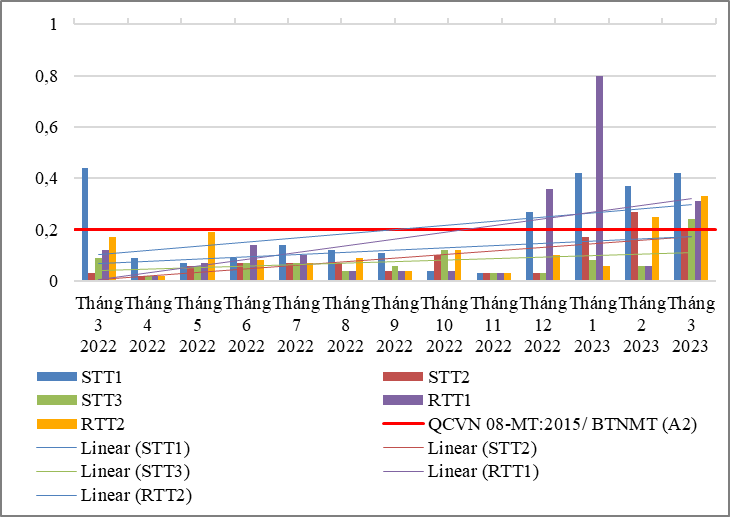 1
0,8
0,6
0,4
0,2
0
Tháng Tháng Tháng Tháng Tháng Tháng Tháng Tháng Tháng Tháng Tháng Tháng Tháng
3 4 5 6 7 8 9 10 11 12 1 2 3
2022 2022 2022 2022 2022 2022 2022 2022 2022 2022 2023 2023 2023
STT1 STT2
STT3 RTT1
RTT2 QCVN 08-MT:2015/ BTNMT (A2)
Linear (STT1) Linear (STT2)
Linear (STT3) Linear (RTT1)
Linear (RTT2)